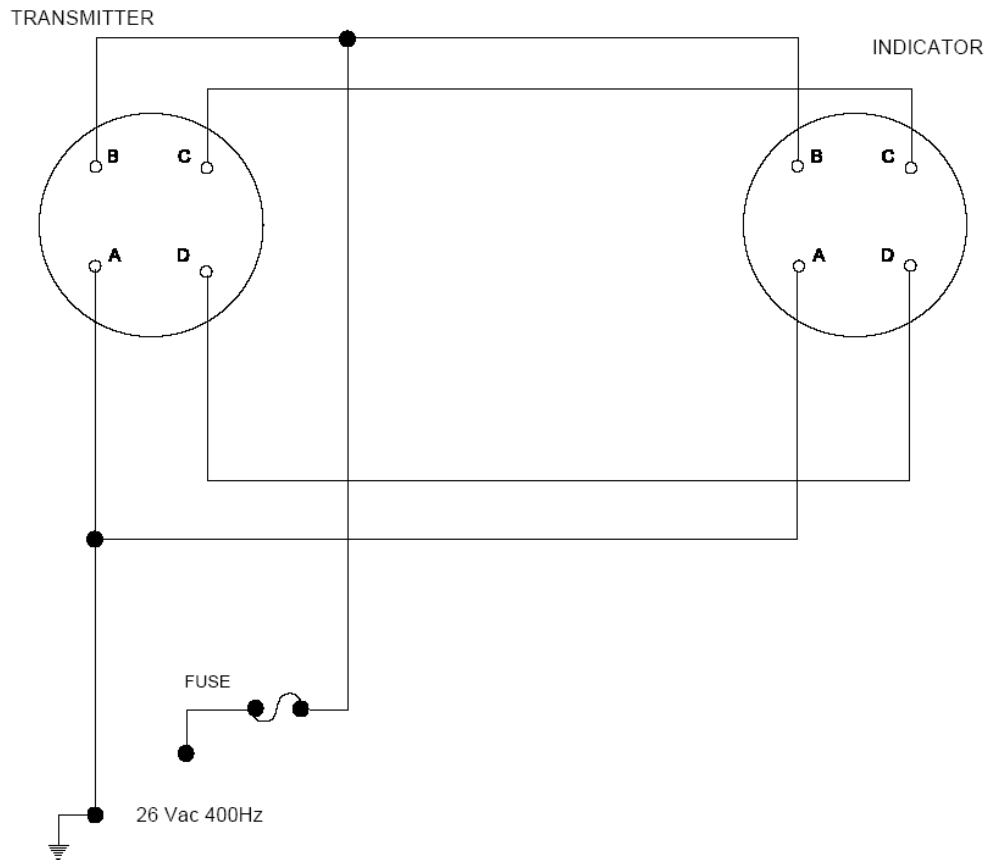 TRANSMITTER
INDICATOR
B C
B C
A D
A D
FUSE
26 Vac 400Hz